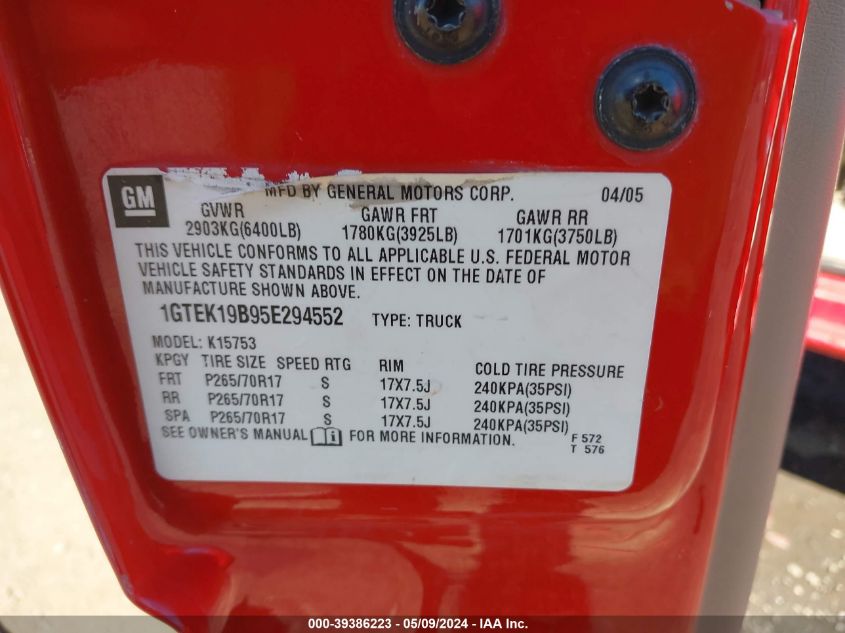 GM
MFD BY GENERAL MOTORS CORP. 04/05
GVWR GAWR FRT GAWR RR
2903KG(6400LB) 1780KG(3925LB) 1701KG(3750LB)
THIS VEHICLE CONFORMS TO ALL APPLICABLE U.S. FEDERAL MOTOR
VEHICLE SAFETY STANDARDS IN EFFECT ON THE DATE OF
MANUFACTURE SHOWN ABOVE.
1GTEK19B95E294552 TYPE: TRUCK
MODEL: K15753
KPGY TIRE SIZE SPEED RTG RIM COLD TIRE PRESSURE
FRT P265/70R17 S 17X7.5J 240KPA(35PSI)
RR P265/70R17 S 17X7.5J 240KPA(35PSI)
SPA P265/70R17 S 17X7.5J 240KPA(35PSI)
SEE OWNER'S MANUAL i FOR MORE INFORMATION. F 572
T 576
000-39386223 - 05/09/2024 - IAA Inc.